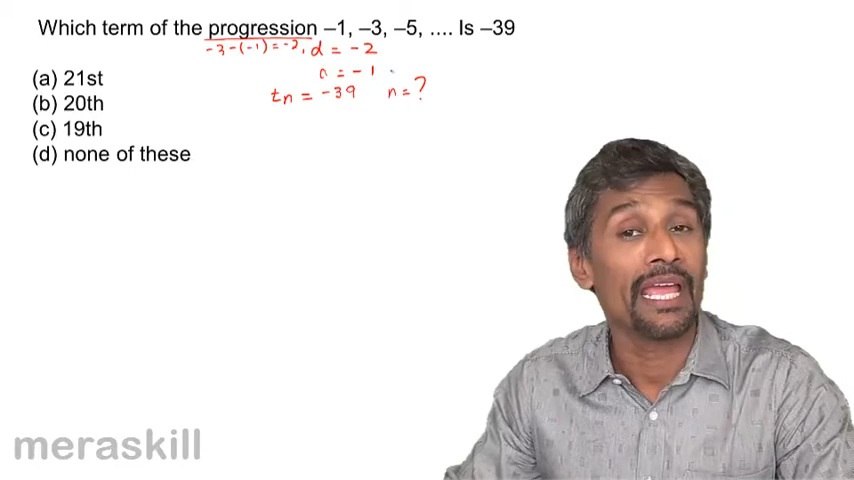 Which term of the progression –1, –3, –5, .... Is –39
-3-(-1)=-2, d = -2
a = -1
tn = -39 n = ?
(a) 21st
(b) 20th
(c) 19th
(d) none of these
meraskill